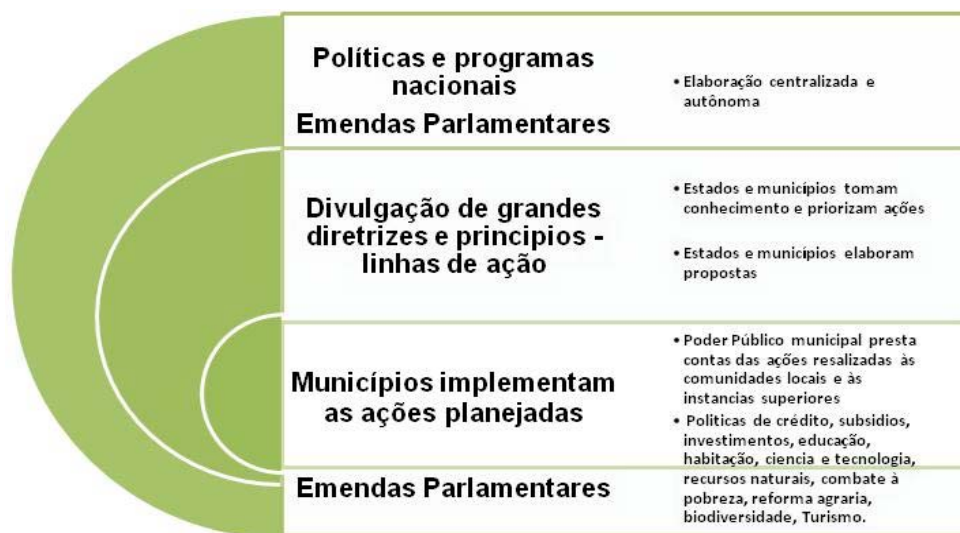 Políticas e programas
nacionais
Emendas Parlamentares
• Elaboração centralizada e
autônoma
Divulgação de grandes
diretrizes e principios -
linhas de ação
• Estados e municípios tomam
conhecimento e priorizam ações
• Estados e municípios elaboram
propostas
Municípios implementam
as ações planejadas
• Poder Público municipal presta
contas das ações resalizadas às
comunidades locais e às
instancias superiores
• Politicas de crédito, subsidios,
investimentos, educação,
habitação, ciencia e tecnologia,
recursos naturais, combate à
pobreza, reforma agraria,
biodiversidade, Turismo.
Emendas Parlamentares